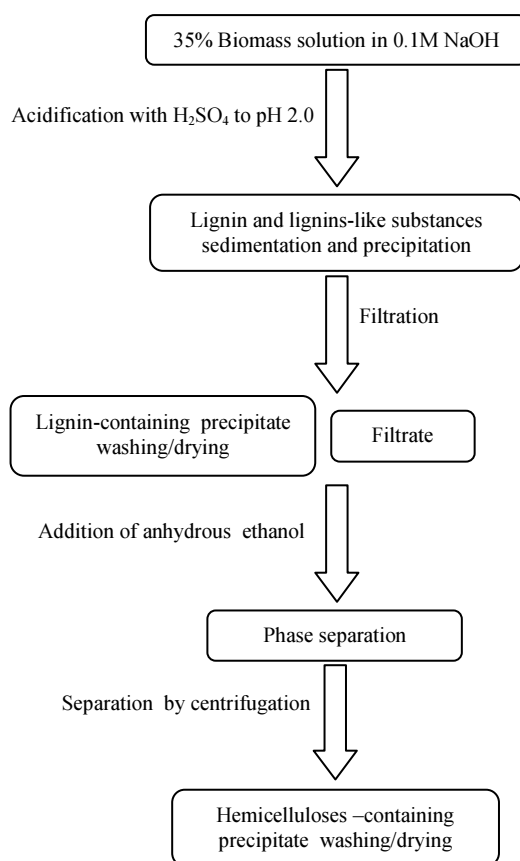 35% Biomass solution in 0.1M NaOH
Acidification with H₂SO₄ to pH 2.0
Lignin and lignins-like substances
sedimentation and precipitation
Filtration
Lignin-containing precipitate
washing/drying
Filtrate
Addition of anhydrous ethanol
Phase separation
Separation by centrifugation
Hemicelluloses –containing
precipitate washing/drying